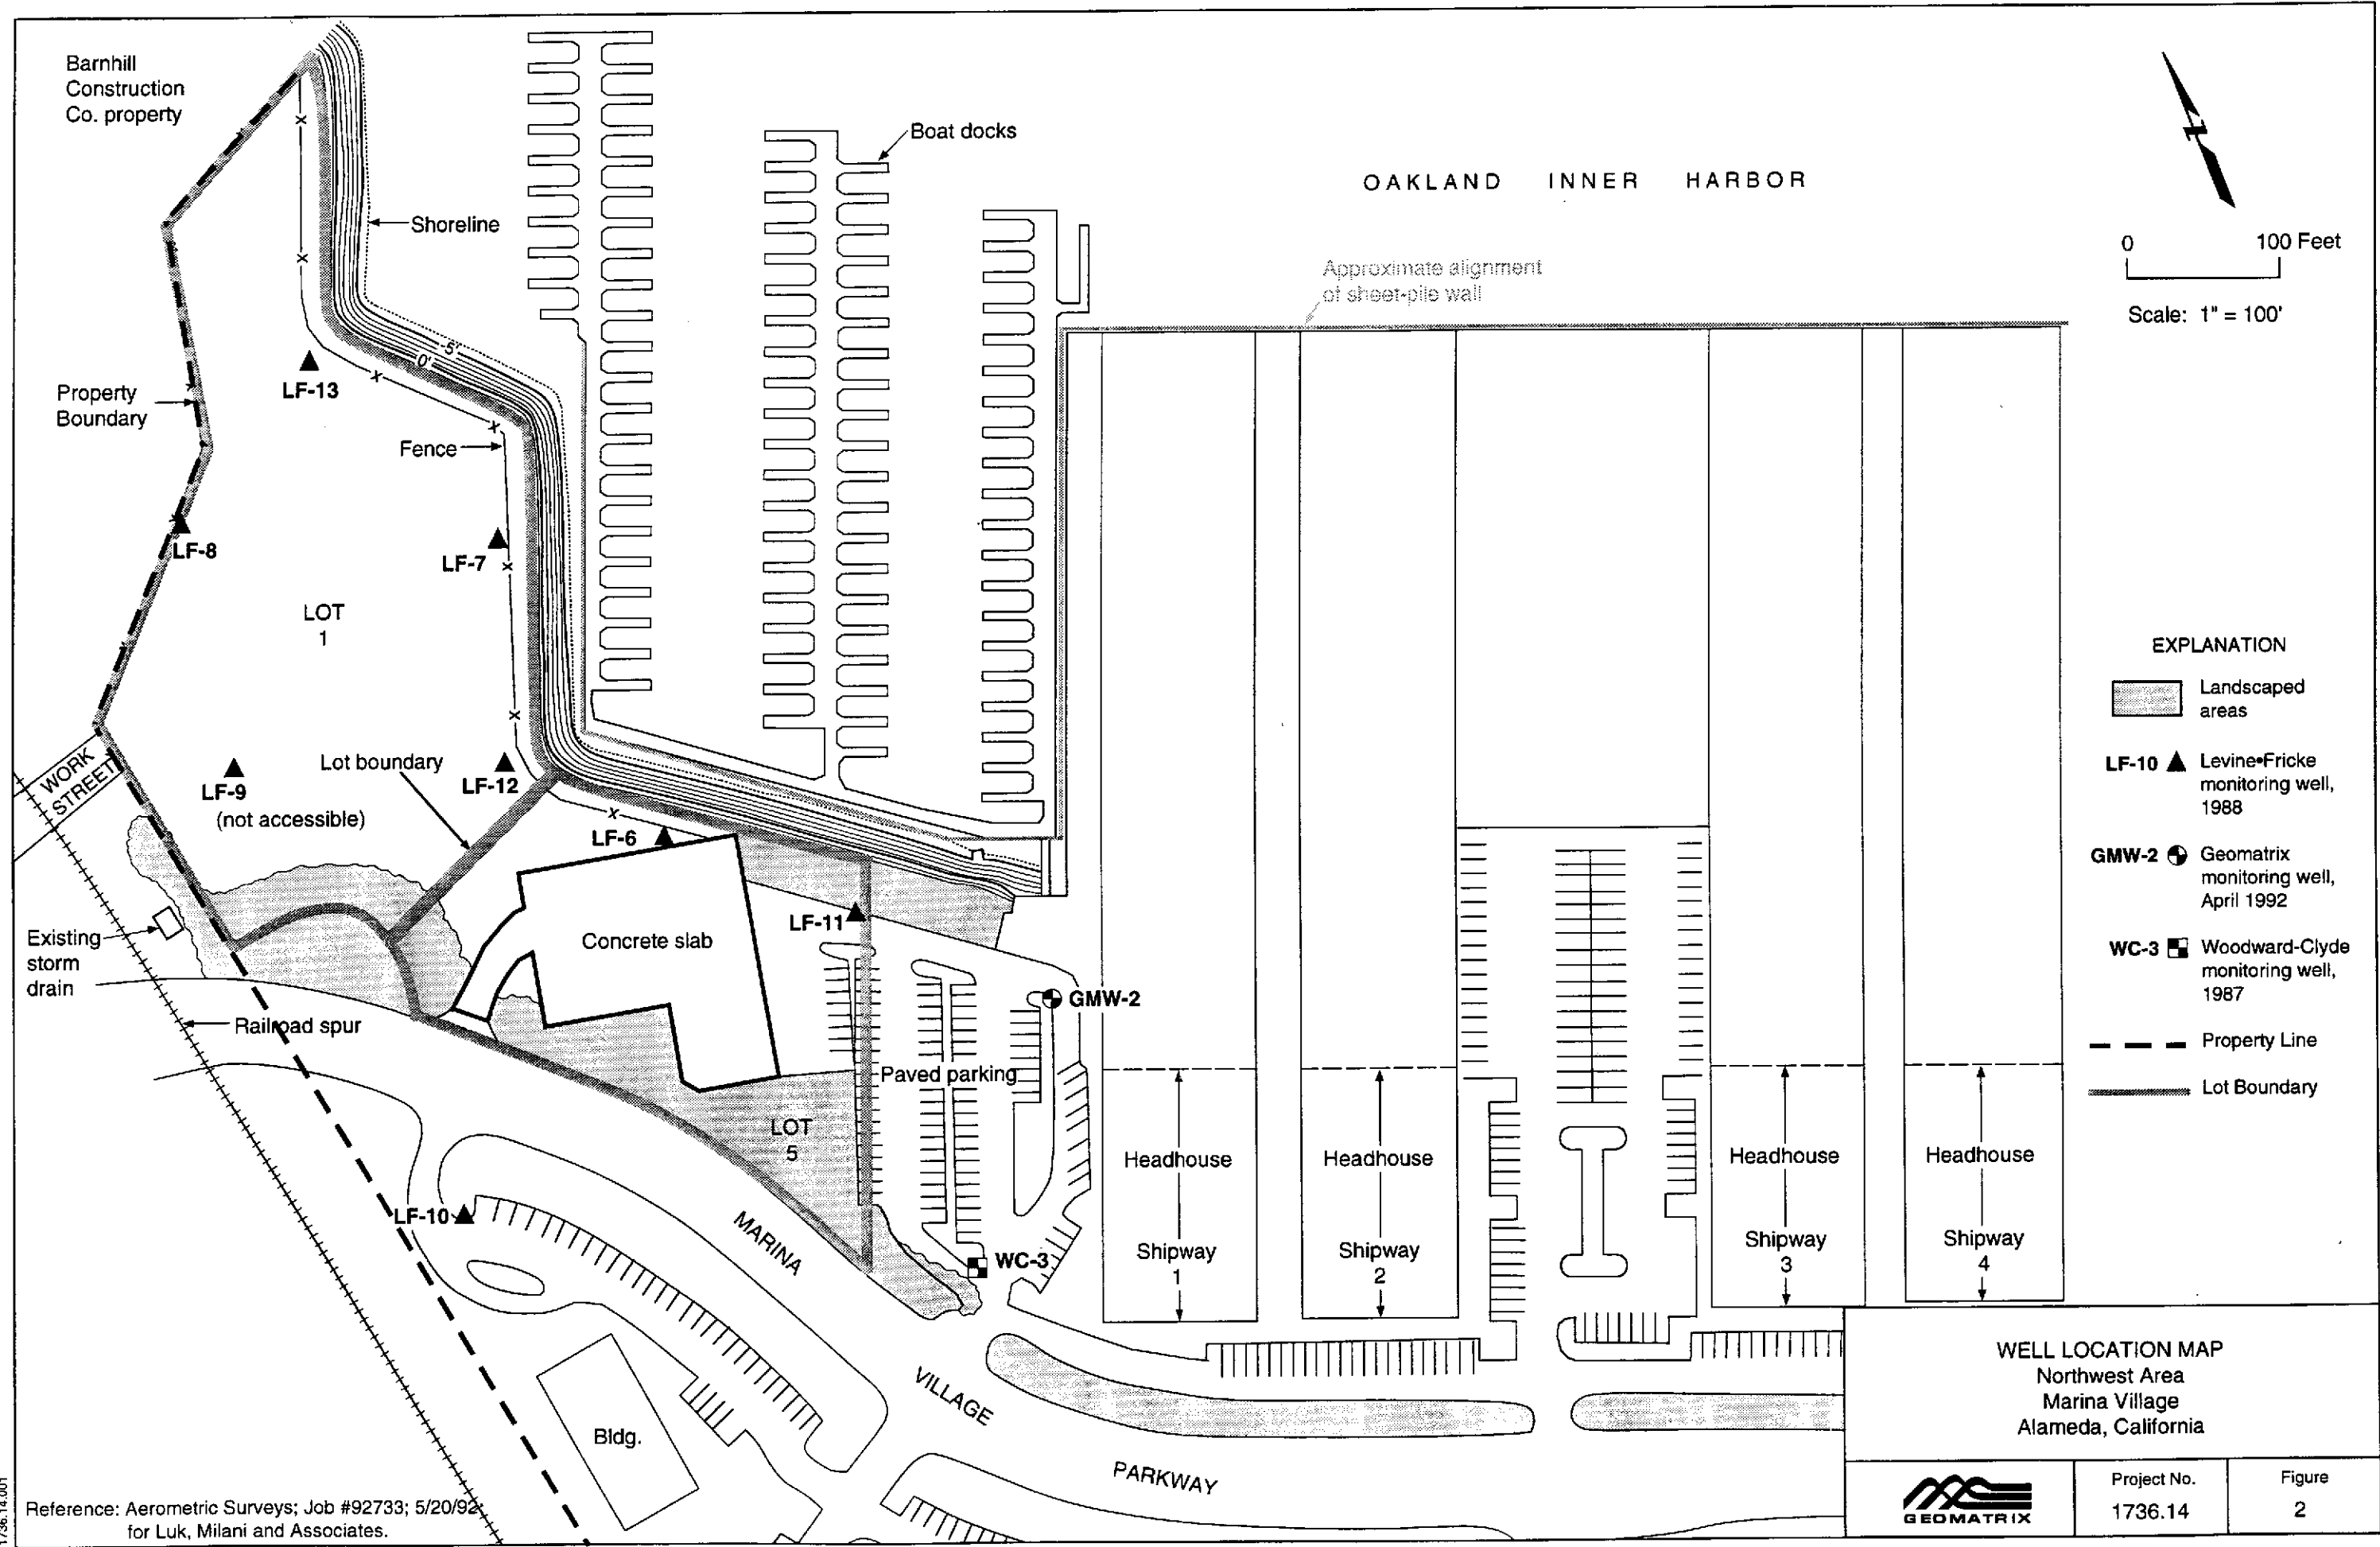 Barnhill
Construction
Co. property
Boat docks
OAKLAND INNER HARBOR
Shoreline
0 100 Feet
Scale: 1" = 100'
Approximate alignment
of sheet-pile wall
-5'
0'
LF-13
Property
Boundary
Fence
LF-8
LF-7
LOT
1
EXPLANATION
Landscaped
areas
LF-10 Levine•Fricke
monitoring well,
1988
GMW-2 Geomatrix
monitoring well,
April 1992
WC-3 Woodward-Clyde
monitoring well,
1987
Property Line
Lot Boundary
WORK
STREET
LF-9
(not accessible)
Lot boundary
LF-12
LF-6
LF-11
Concrete slab
Existing
storm
drain
Railroad spur
GMW-2
Paved parking
LOT
5
LF-10
WC-3
MARINA
VILLAGE
PARKWAY
Bldg.
Headhouse
Shipway
1
Headhouse
Shipway
2
Headhouse
Shipway
3
Headhouse
Shipway
4
WELL LOCATION MAP
Northwest Area
Marina Village
Alameda, California
GEOMATRIX
Project No.
1736.14
Figure
2
Reference: Aerometric Surveys; Job #92733; 5/20/92;
for Luk, Milani and Associates.
1736.14.001